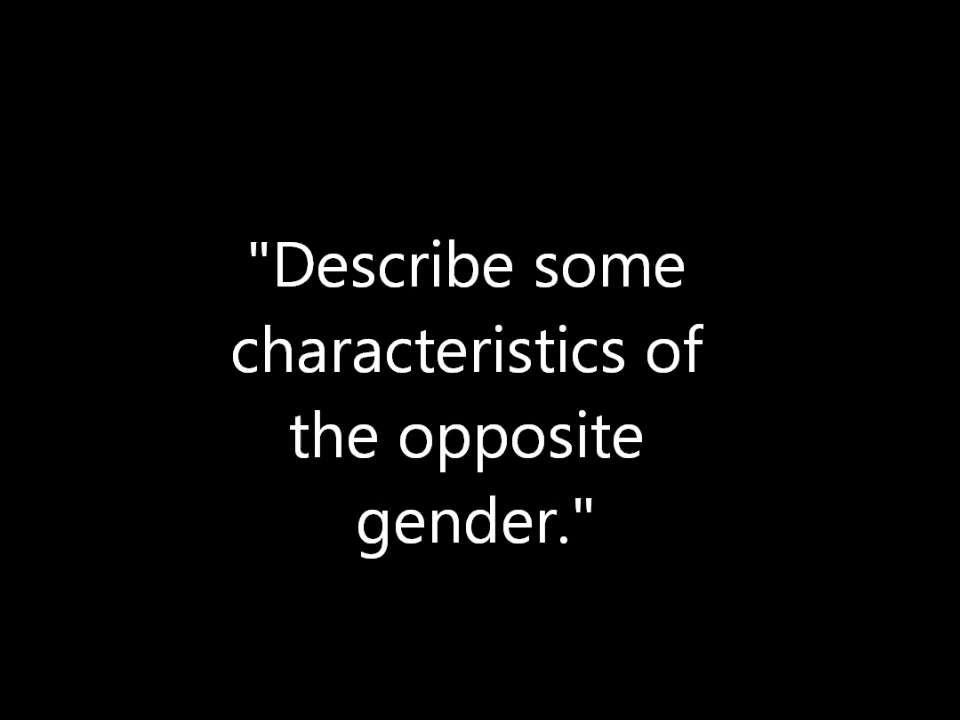 "Describe some
characteristics of
the opposite
gender."